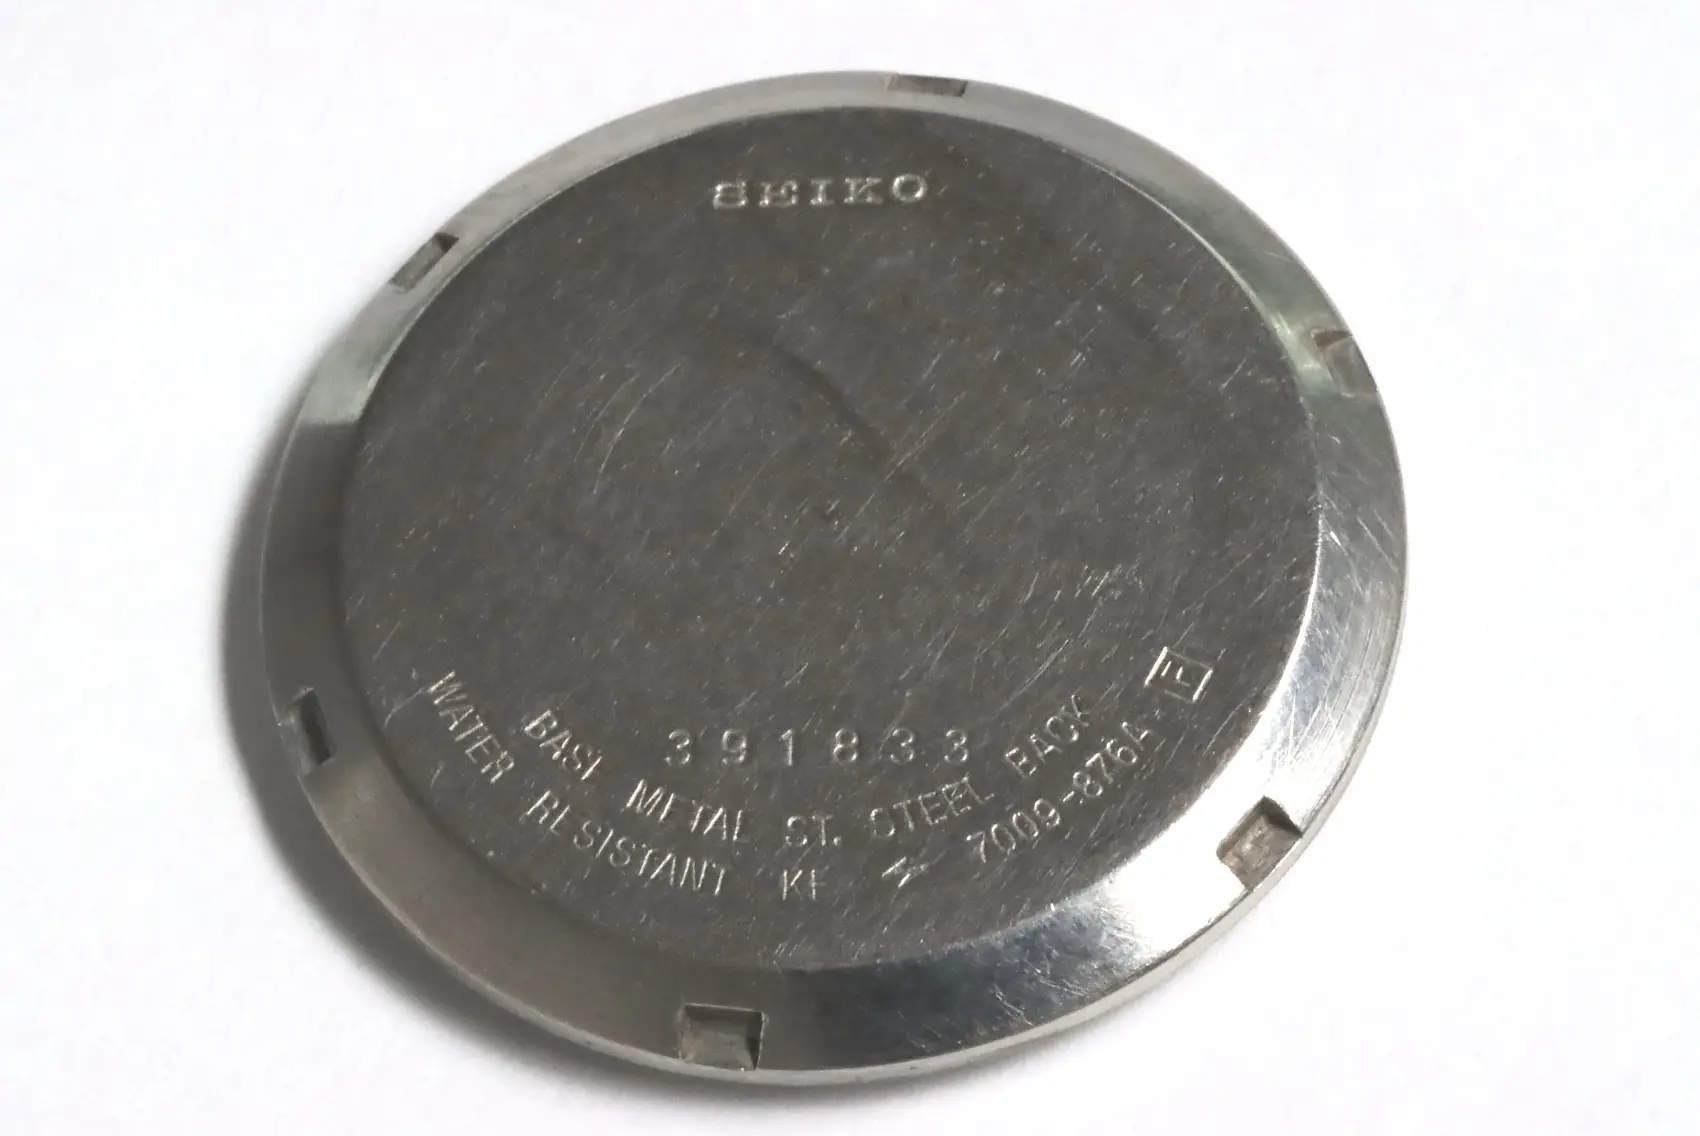 SEIKO
391833
BASE METAL ST. STEEL BACK
WATER RESISTANT KF 7009-876A-F